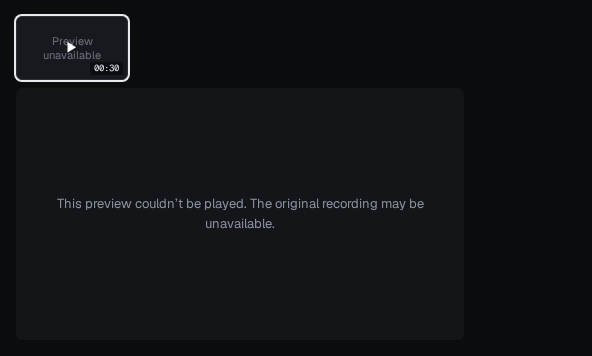 Preview
unavailable
00:30
This preview couldn't be played. The original recording may be
unavailable.